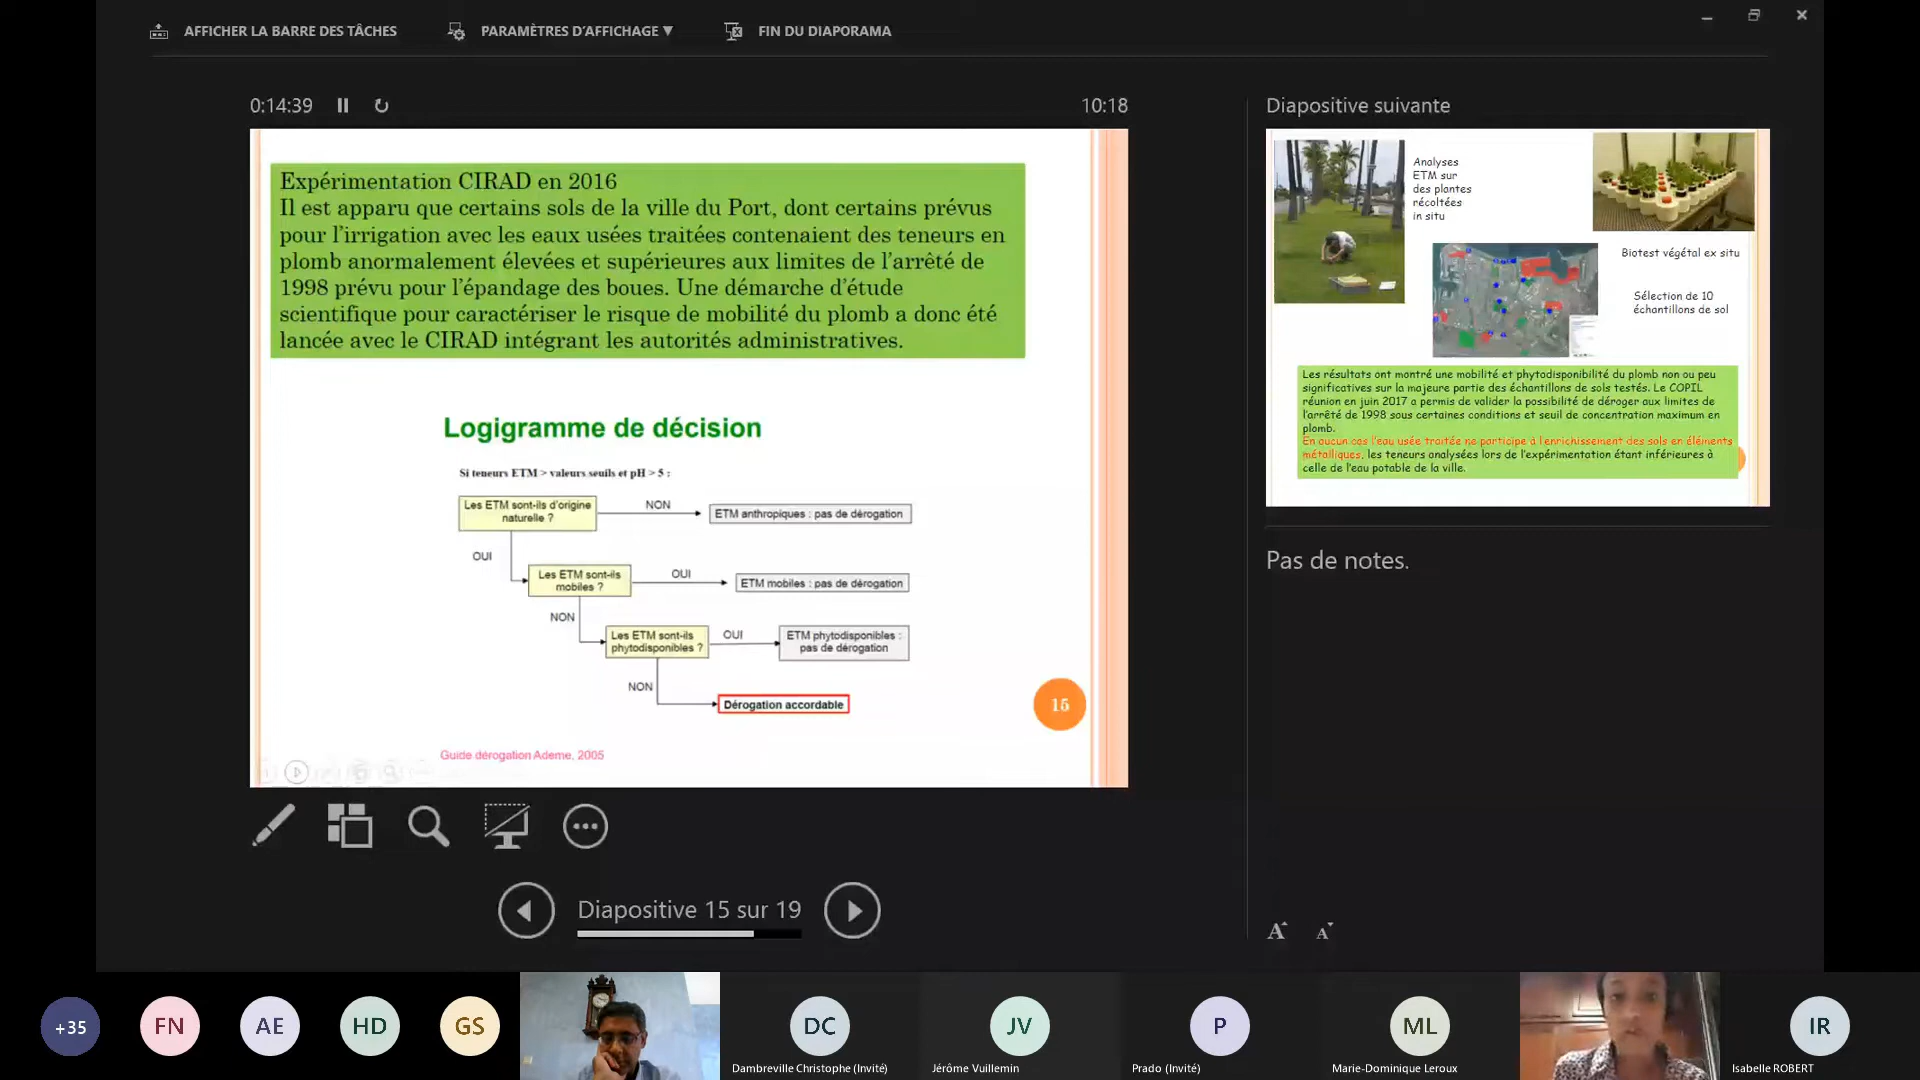 AFFICHER LA BARRE DES TÂCHES
PARAMÈTRES D'AFFICHAGE ▼
FIN DU DIAPORAMA
0:14:39
10:18
Expérimentation CIRAD en 2016
Il est apparu que certains sols de la ville du Port, dont certains prévus
pour l'irrigation avec les eaux usées traitées contenaient des teneurs en
plomb anormalement élevées et supérieures aux limites de l'arrêté de
1998 prévu pour l'épandage des boues. Une démarche d'étude
scientifique pour caractériser le risque de mobilité du plomb a donc été
lancée avec le CIRAD intégrant les autorités administratives.
Logigramme de décision
Si teneurs ETM > valeurs seuils et pH > 5 :
Les ETM sont-ils d'origine
naturelle ?
NON
ETM anthropiques : pas de dérogation
OUI
Les ETM sont-ils
mobiles ?
OUI
ETM mobiles : pas de dérogation
NON
Les ETM sont-ils
phytodisponibles ?
OUI
ETM phytodisponibles :
pas de dérogation
NON
Dérogation accordable
15
Guide dérogation Ademe, 2005
Diapositive 15 sur 19
Diapositive suivante
Analyses
ETM sur
des plantes
récoltées
in situ
Biotest végétal ex situ
Sélection de 10
échantillons de sol
Les résultats ont montré une mobilité et phytodisponibilité du plomb non ou peu
significatives sur la majeure partie des échantillons de sols testés. Le COPIL
réunion en juin 2017 a permis de valider la possibilité de déroger aux limites de
l'arrêté de 1998 sous certaines conditions et seuil de concentration maximum en
plomb.
En aucun cas l'eau usée traitée ne participe à l'enrichissement des sols en éléments
métalliques, les teneurs analysées lors de l'expérimentation étant inférieures à
celle de l'eau potable de la ville.
Pas de notes.
A A
+35
FN
AE
HD
GS
DC
Dambreville Christophe (Invité)
JV
Jérôme Vuillemin
P
Prado (Invité)
ML
Marie-Dominique Leroux
IR
Isabelle ROBERT